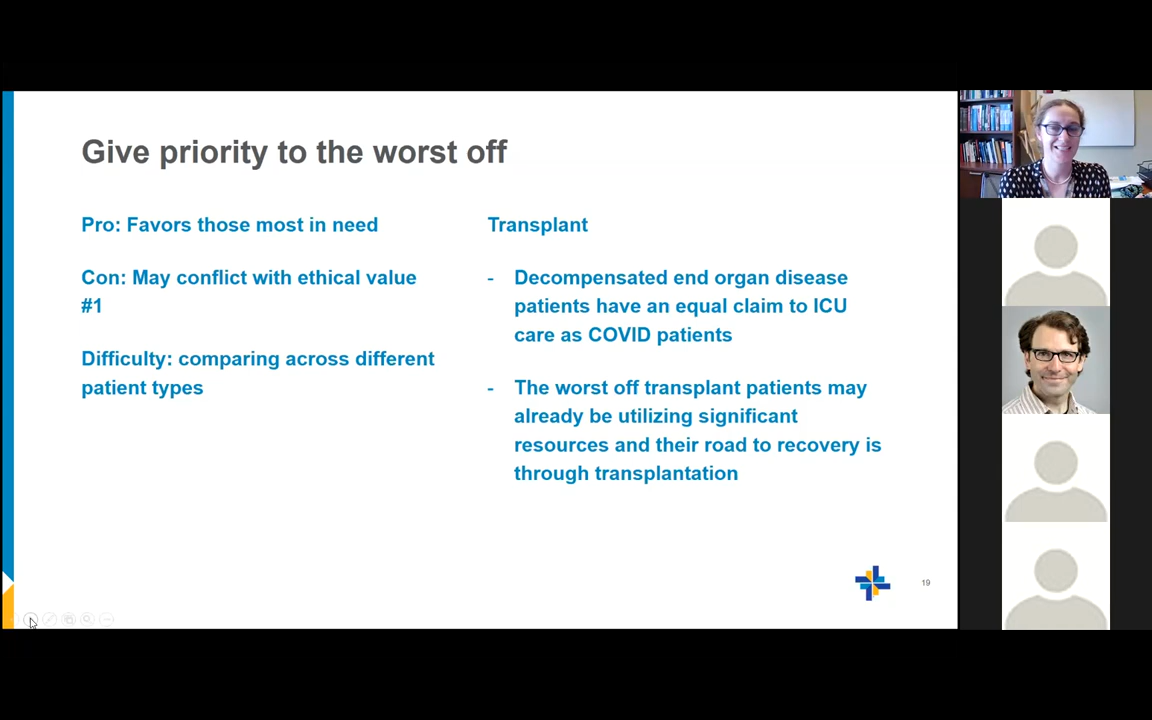 Give priority to the worst off
Pro: Favors those most in need
Con: May conflict with ethical value
#1
Difficulty: comparing across different
patient types
Transplant
- Decompensated end organ disease
patients have an equal claim to ICU
care as COVID patients
- The worst off transplant patients may
already be utilizing significant
resources and their road to recovery is
through transplantation
19